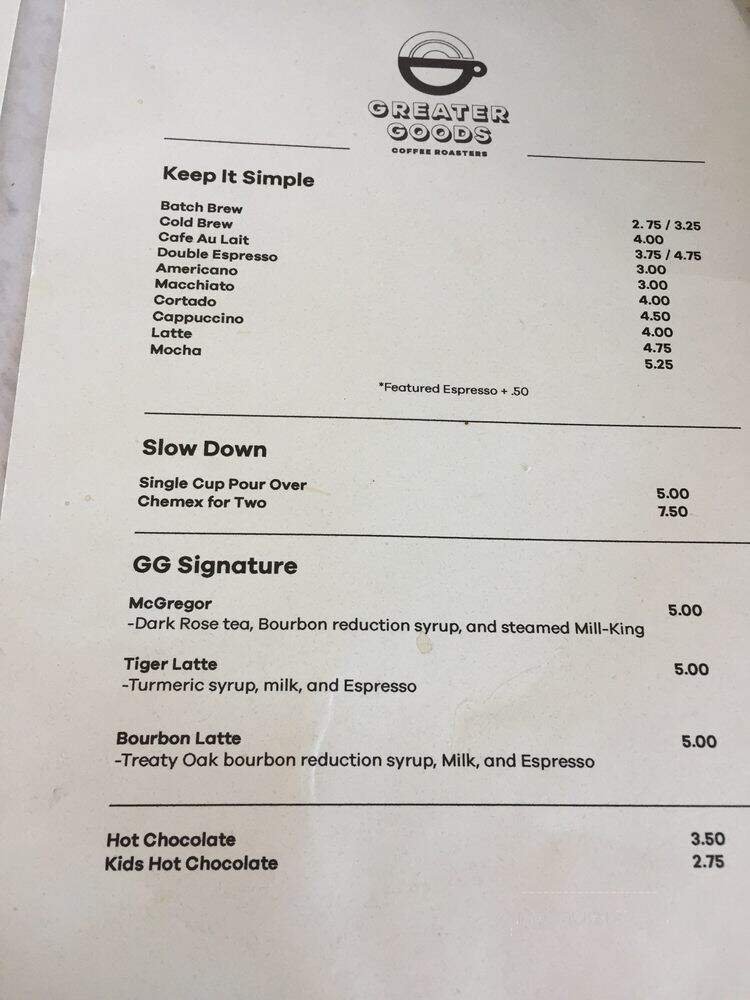 GREATER
GOODS
COFFEE ROASTERS
Keep It Simple
Batch Brew 2.75 / 3.25
Cold Brew 4.00
Cafe Au Lait 3.75 / 4.75
Double Espresso 3.00
Americano 3.00
Macchiato 4.00
Cortado 4.50
Cappuccino 4.00
Latte 4.75
Mocha 5.25
*Featured Espresso + .50
Slow Down
Single Cup Pour Over 5.00
Chemex for Two 7.50
GG Signature
McGregor 5.00
-Dark Rose tea, Bourbon reduction syrup, and steamed Mill-King
Tiger Latte 5.00
-Turmeric syrup, milk, and Espresso
Bourbon Latte 5.00
-Treaty Oak bourbon reduction syrup, Milk, and Espresso
Hot Chocolate 3.50
Kids Hot Chocolate 2.75